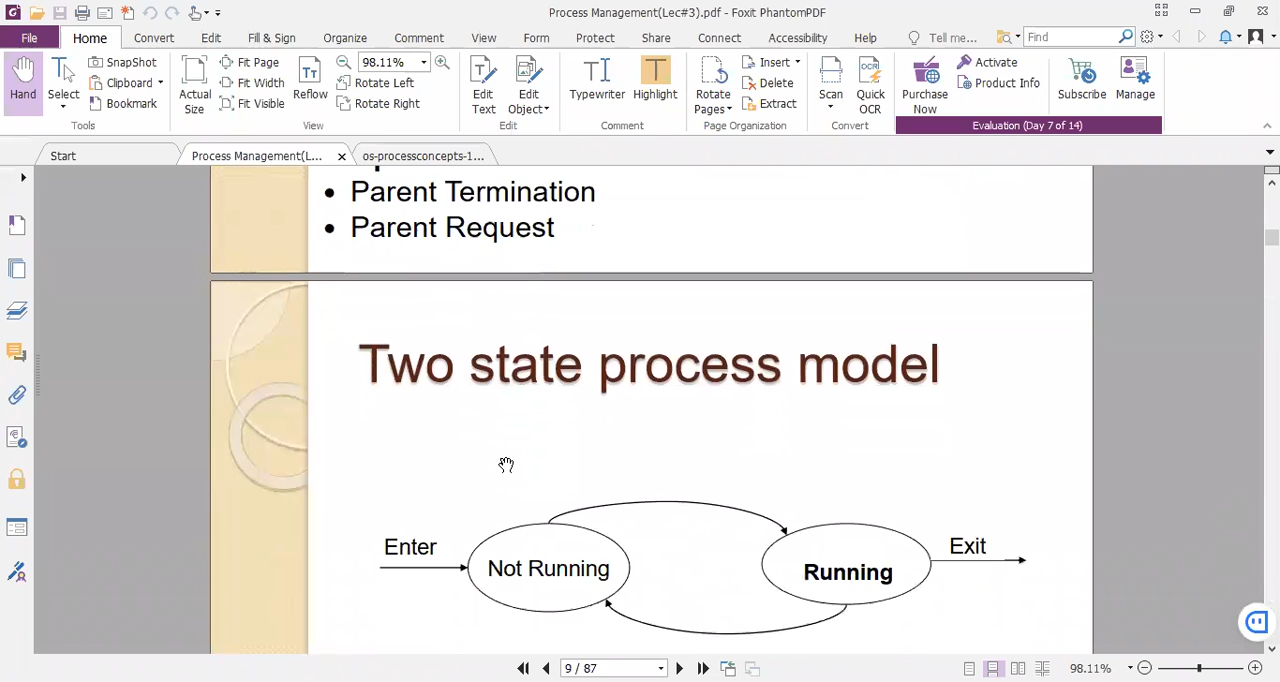 Process Management(Lec#3).pdf - Foxit PhantomPDF
File Home Convert Edit Fill & Sign Organize Comment View Form Protect Share Connect Accessibility Help Tell me... Find
Hand
Select
SnapShot
Clipboard
Bookmark
Tools
Actual Size
Fit Page
Fit Width
Fit Visible
Reflow
98.11%
Rotate Left
Rotate Right
View
Edit Text
Edit Object
Edit
Typewriter
Highlight
Comment
Rotate Pages
Insert
Delete
Extract
Page Organization
Scan
Quick OCR
Convert
Purchase Now
Activate
Product Info
Subscribe
Manage
Evaluation (Day 7 of 14)
Start
Process Management(L...
os-processconcepts-1...
• Parent Termination
• Parent Request
Two state process model
Enter
Not Running
Running
Exit
9 / 87
98.11%